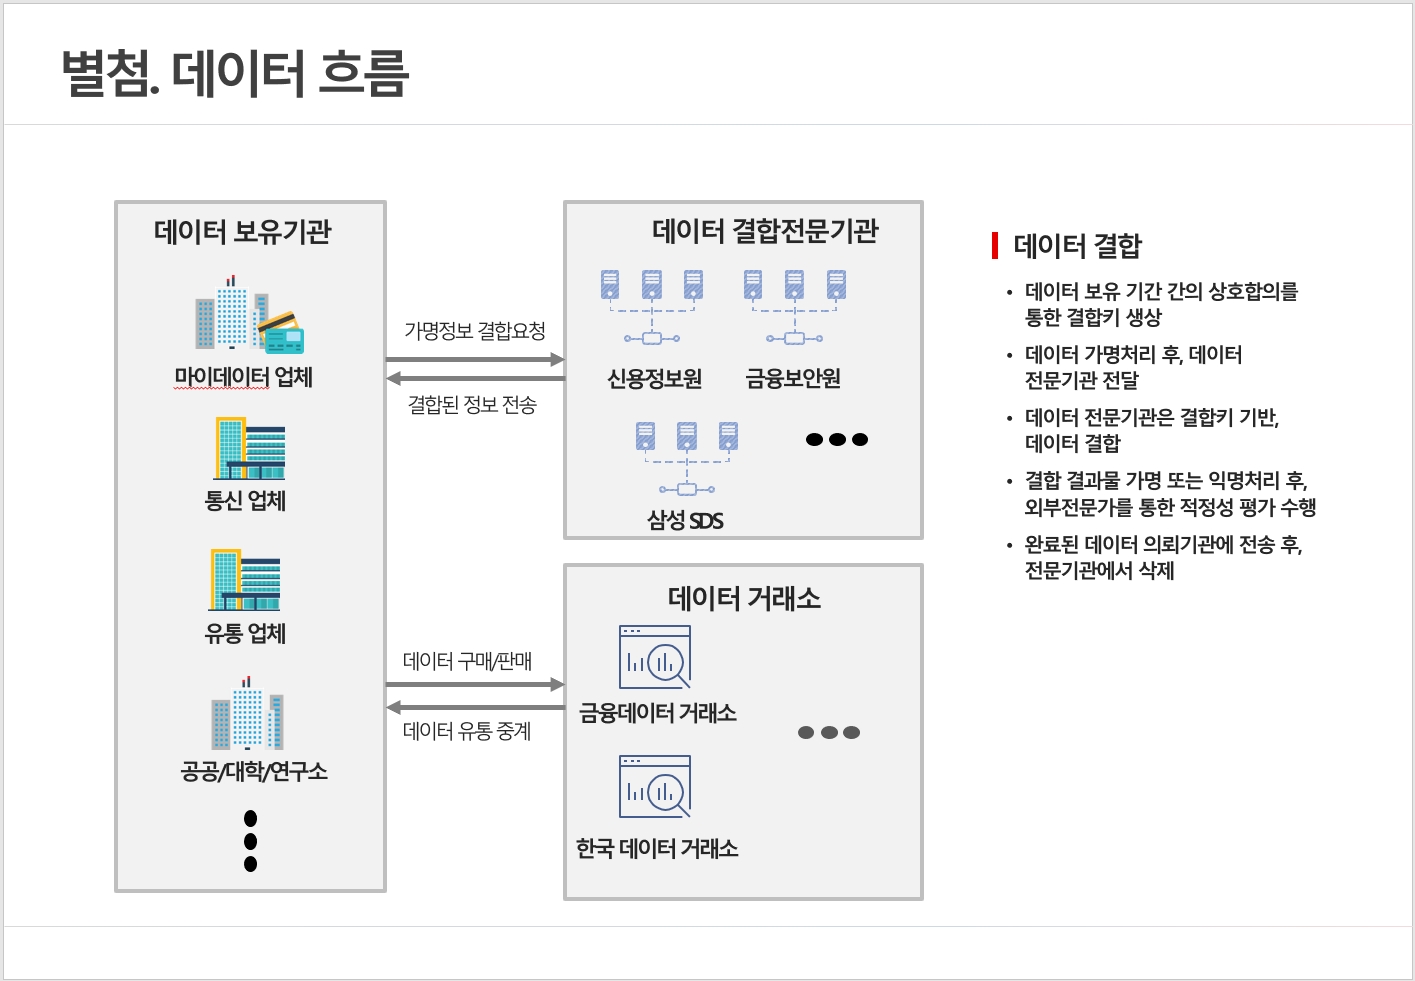 별첨. 데이터 흐름
데이터 보유기관
마이데이터 업체
통신 업체
유통 업체
공공/대학/연구소
가명정보 결합요청
결합된 정보 전송
데이터 구매/판매
데이터 유통 중계
데이터 결합전문기관
신용정보원
금융보안원
삼성 SDS
데이터 거래소
금융데이터 거래소
한국 데이터 거래소
데이터 결합
• 데이터 보유 기간 간의 상호합의를
통한 결합키 생상
• 데이터 가명처리 후, 데이터
전문기관 전달
• 데이터 전문기관은 결합키 기반,
데이터 결합
• 결합 결과물 가명 또는 익명처리 후,
외부전문가를 통한 적정성 평가 수행
• 완료된 데이터 의뢰기관에 전송 후,
전문기관에서 삭제